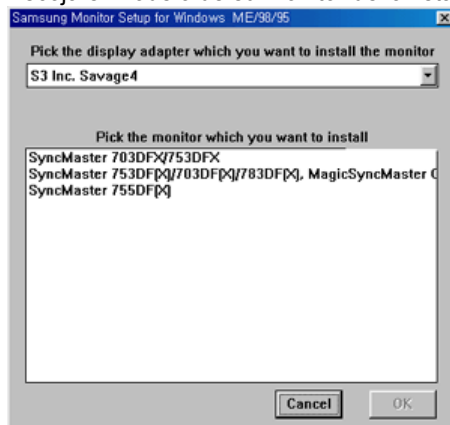 Samsung Monitor Setup for Windows ME/98/95
Pick the display adapter which you want to install the monitor
S3 Inc. Savage4
Pick the monitor which you want to install
SyncMaster 703DFX/753DFX
SyncMaster 753DF[X]/703DF[X]/783DF[X], MagicSyncMaster C
SyncMaster 755DF[X]
Cancel OK